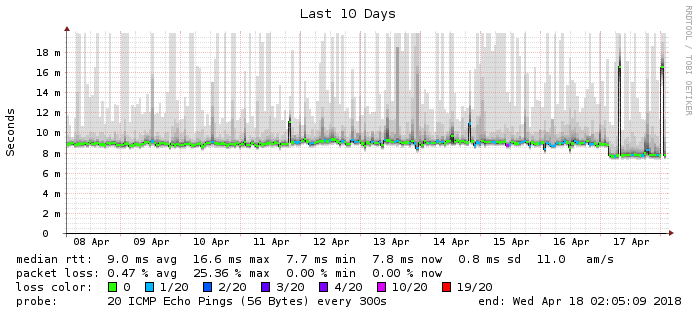 Last 10 Days
RRDTOOL / TOBI OETIKER
Seconds
18 m
16 m
14 m
12 m
10 m
8 m
6 m
4 m
2 m
0
08 Apr 09 Apr 10 Apr 11 Apr 12 Apr 13 Apr 14 Apr 15 Apr 16 Apr 17 Apr
median rtt: 9.0 ms avg 16.6 ms max 7.7 ms min 7.8 ms now 0.8 ms sd 11.0 am/s
packet loss: 0.47 % avg 25.36 % max 0.00 % min 0.00 % now
loss color: 0 1/20 2/20 3/20 4/20 10/20 19/20
probe: 20 ICMP Echo Pings (56 Bytes) every 300s end: Wed Apr 18 02:05:09 2018